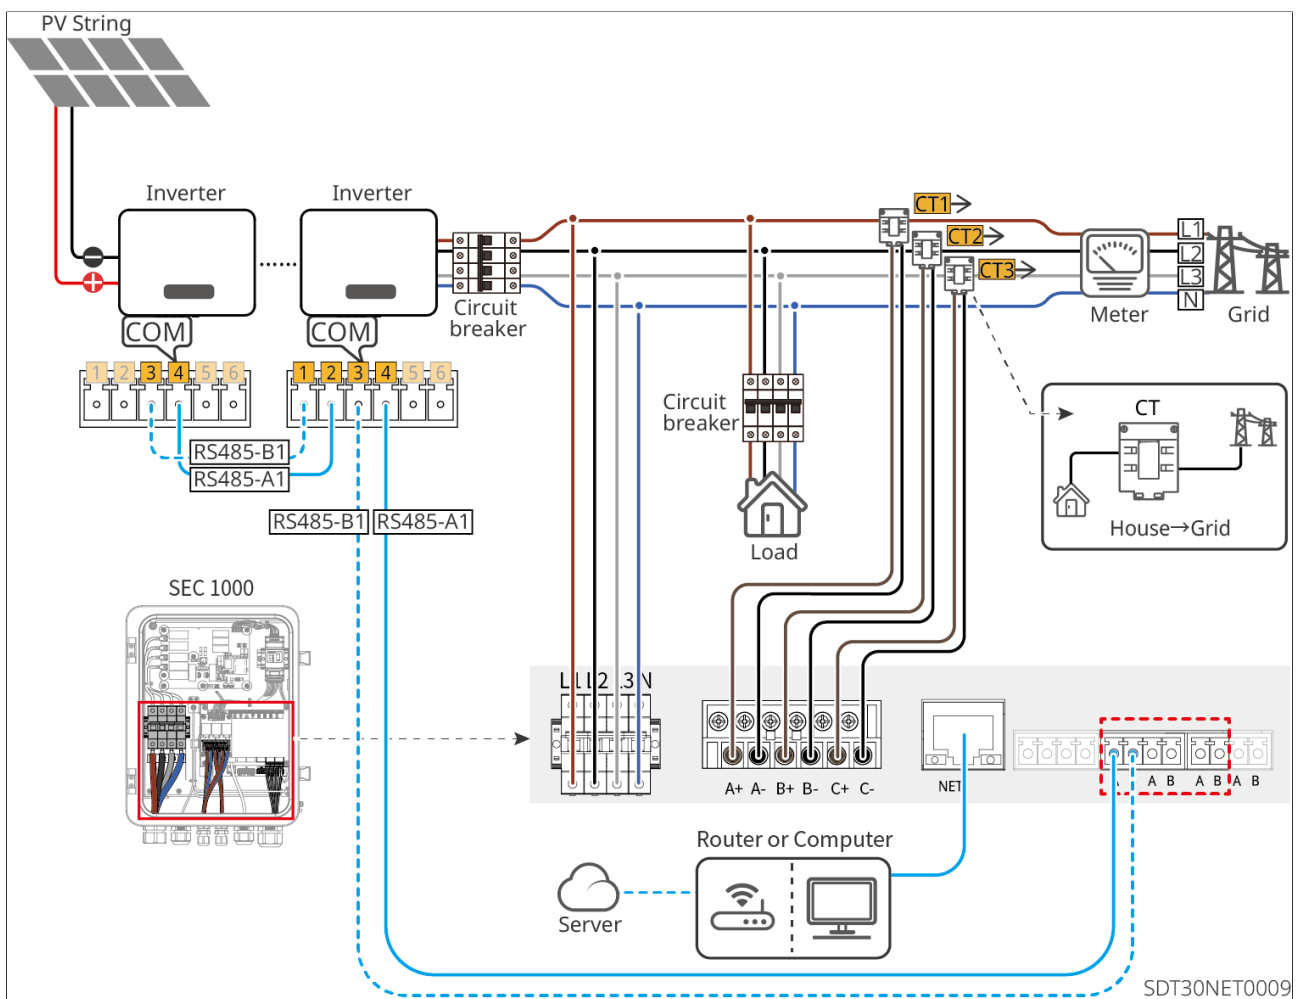 PV String
Inverter
Inverter
CT1
CT2
CT3
L1
L2
L3
N
Circuit
breaker
Meter
Grid
COM
COM
1 2 3 4 5 6
1 2 3 4 5 6
Circuit
breaker
CT
RS485-B1
RS485-A1
RS485-B1
RS485-A1
House→Grid
Load
SEC 1000
L1 L2 L3 N
A+ A- B+ B- C+ C-
NET
A A B A B A B
Router or Computer
Server
SDT30NET0009